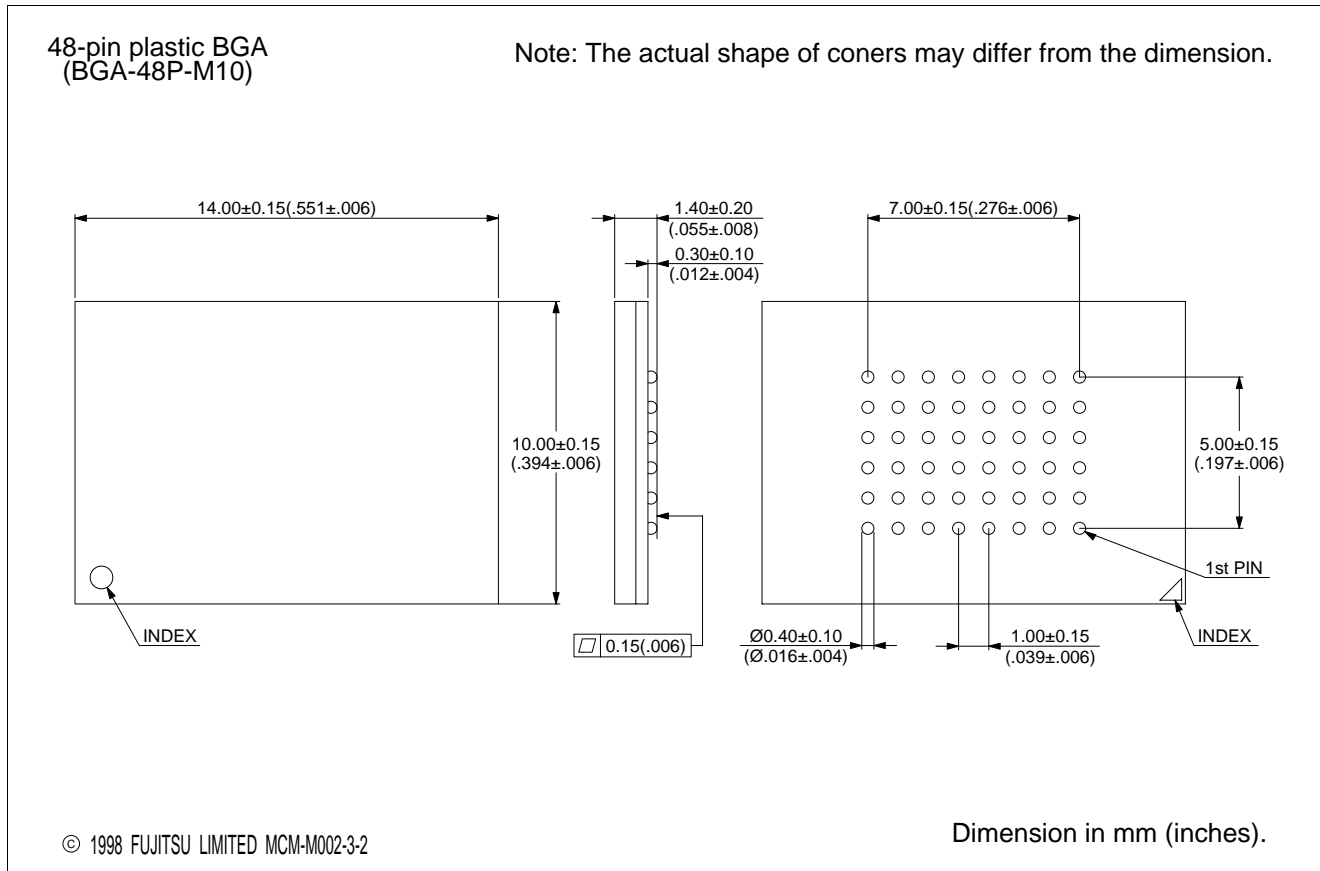 48-pin plastic BGA
(BGA-48P-M10)
Note: The actual shape of coners may differ from the dimension.
14.00±0.15(.551±.006)
1.40±0.20
(.055±.008)
7.00±0.15(.276±.006)
0.30±0.10
(.012±.004)
10.00±0.15
(.394±.006)
5.00±0.15
(.197±.006)
1st PIN
INDEX
0.15(.006)
Ø0.40±0.10
(Ø.016±.004)
1.00±0.15
(.039±.006)
INDEX
© 1998 FUJITSU LIMITED MCM-M002-3-2
Dimension in mm (inches).